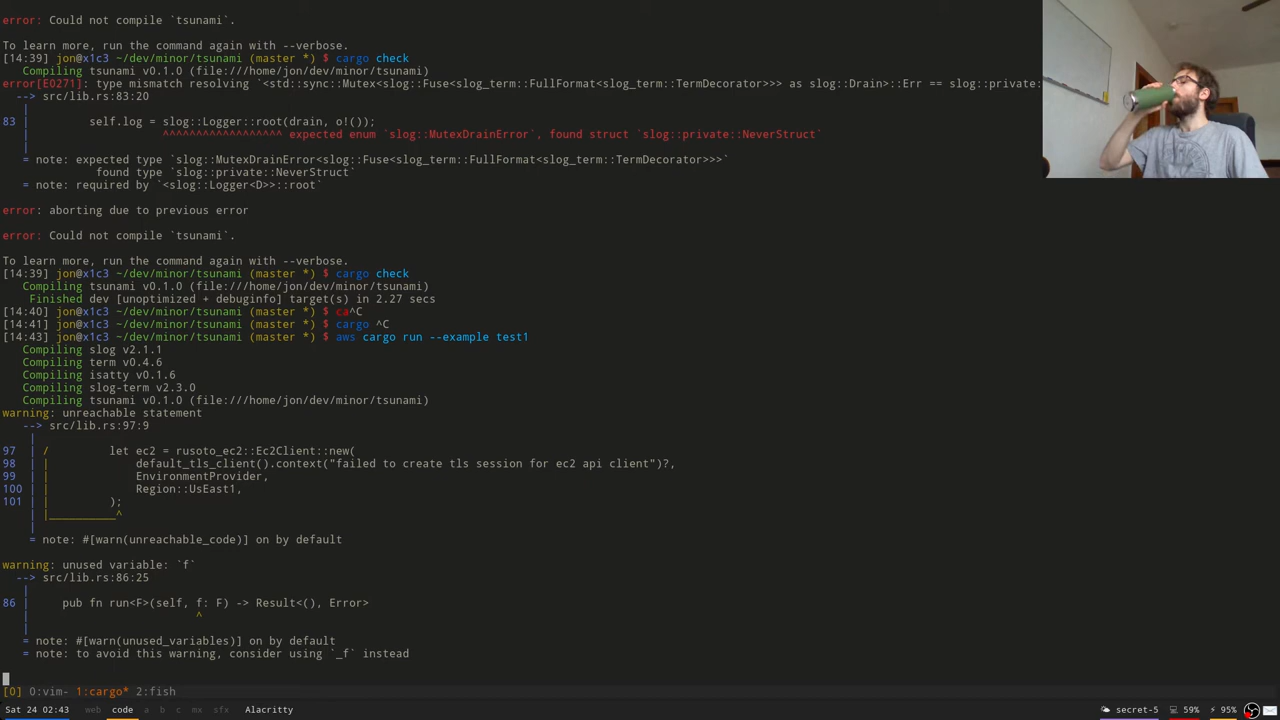 error: Could not compile `tsunami`.
To learn more, run the command again with --verbose.
[14:39] jon@x1c3 ~/dev/minor/tsunami (master *) $ cargo check
   Compiling tsunami v0.1.0 (file:///home/jon/dev/minor/tsunami)
error[E0271]: type mismatch resolving `<std::sync::Mutex<slog::Fuse<slog_term::FullFormat<slog_term::TermDecorator>>> as slog::Drain>::Err == slog::private:
  --> src/lib.rs:83:20
   |
83 |         self.log = slog::Logger::root(drain, o!());
   |                    ^^^^^^^^^^^^^^^^^^ expected enum `slog::MutexDrainError`, found struct `slog::private::NeverStruct`
   |
   = note: expected type `slog::MutexDrainError<slog::Fuse<slog_term::FullFormat<slog_term::TermDecorator>>>`
              found type `slog::private::NeverStruct`
   = note: required by `<slog::Logger<D>>::root`
error: aborting due to previous error
error: Could not compile `tsunami`.
To learn more, run the command again with --verbose.
[14:39] jon@x1c3 ~/dev/minor/tsunami (master *) $ cargo check
   Compiling tsunami v0.1.0 (file:///home/jon/dev/minor/tsunami)
    Finished dev [unoptimized + debuginfo] target(s) in 2.27 secs
[14:40] jon@x1c3 ~/dev/minor/tsunami (master *) $ ca^C
[14:41] jon@x1c3 ~/dev/minor/tsunami (master *) $ cargo ^C
[14:43] jon@x1c3 ~/dev/minor/tsunami (master *) $ aws cargo run --example test1
   Compiling slog v2.1.1
   Compiling term v0.4.6
   Compiling isatty v0.1.6
   Compiling slog-term v2.3.0
   Compiling tsunami v0.1.0 (file:///home/jon/dev/minor/tsunami)
warning: unreachable statement
   --> src/lib.rs:97:9
    |
97  | /         let ec2 = rusoto_ec2::Ec2Client::new(
98  | |             default_tls_client().context("failed to create tls session for ec2 api client")?,
99  | |             EnvironmentProvider,
100 | |             Region::UsEast1,
101 | |         );
    | |__________^
    |
    = note: #[warn(unreachable_code)] on by default
warning: unused variable: `f`
  --> src/lib.rs:86:25
   |
86 |     pub fn run<F>(self, f: F) -> Result<(), Error>
   |                         ^
   |
   = note: #[warn(unused_variables)] on by default
   = note: to avoid this warning, consider using `_f` instead
[0] 0:vim- 1:cargo* 2:fish
Sat 24 02:43 web code a b c mx sfx Alacritty secret-5 59% 95%